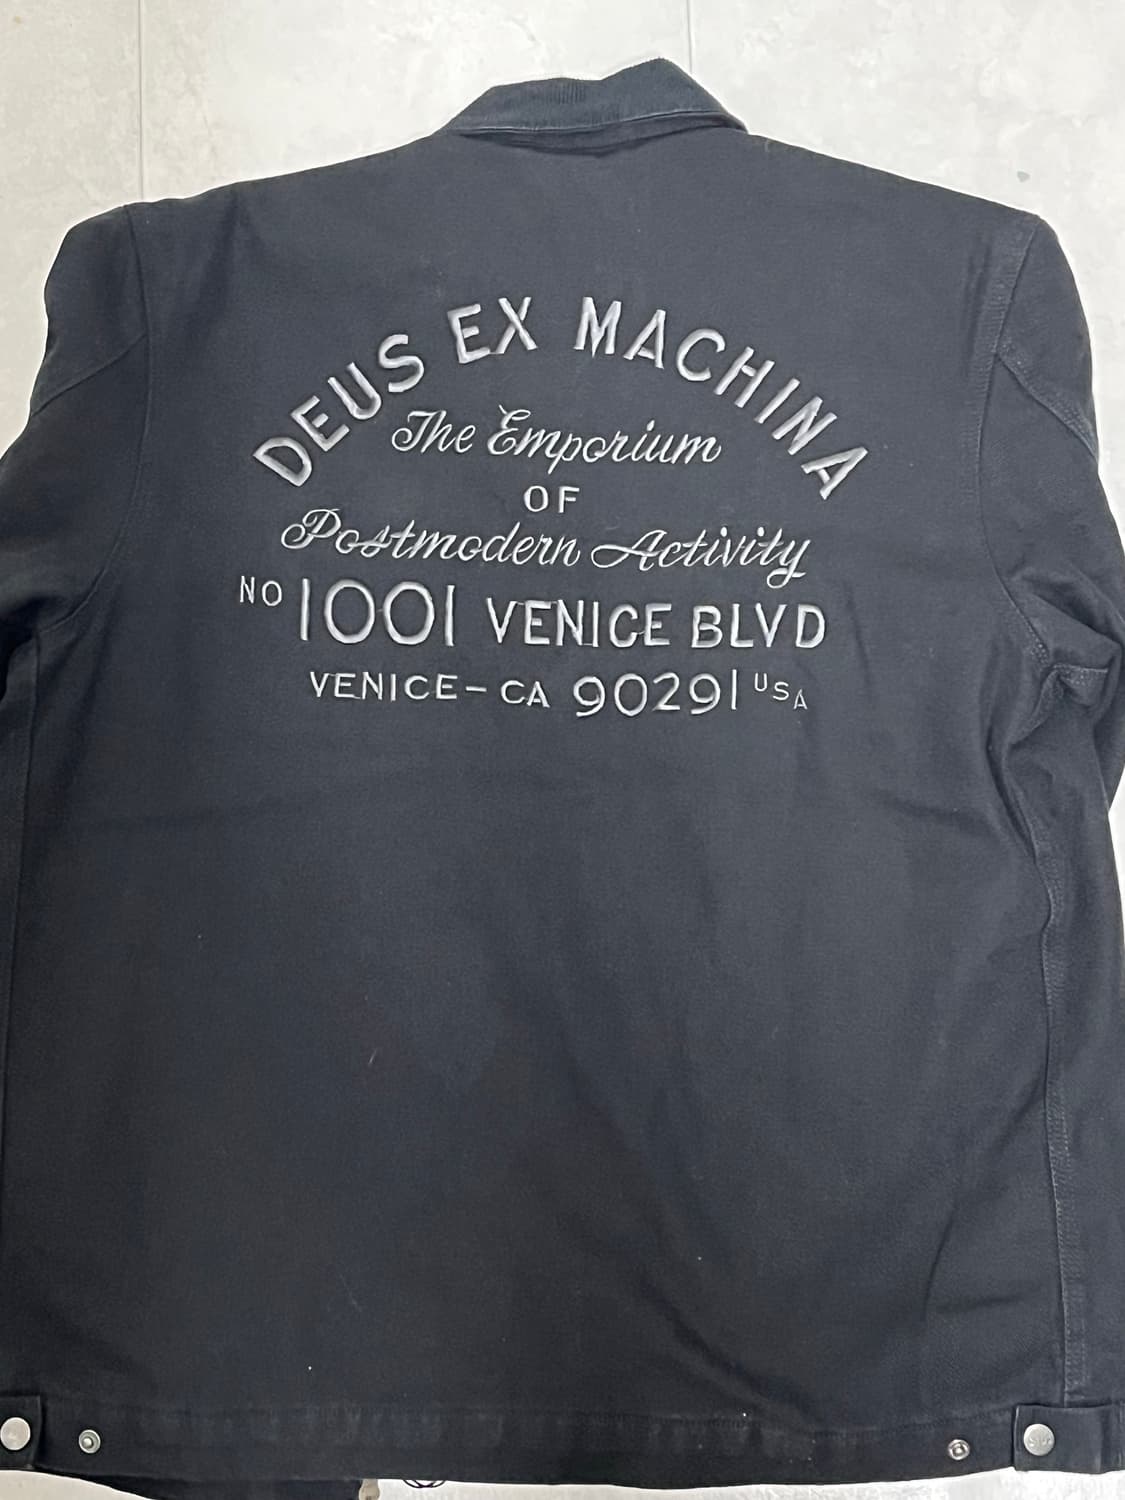 DEUS EX MACHINA
The Emporium
OF
Postmodern Activity
NO 1001 VENICE BLVD
VENICE-CA 90291 USA